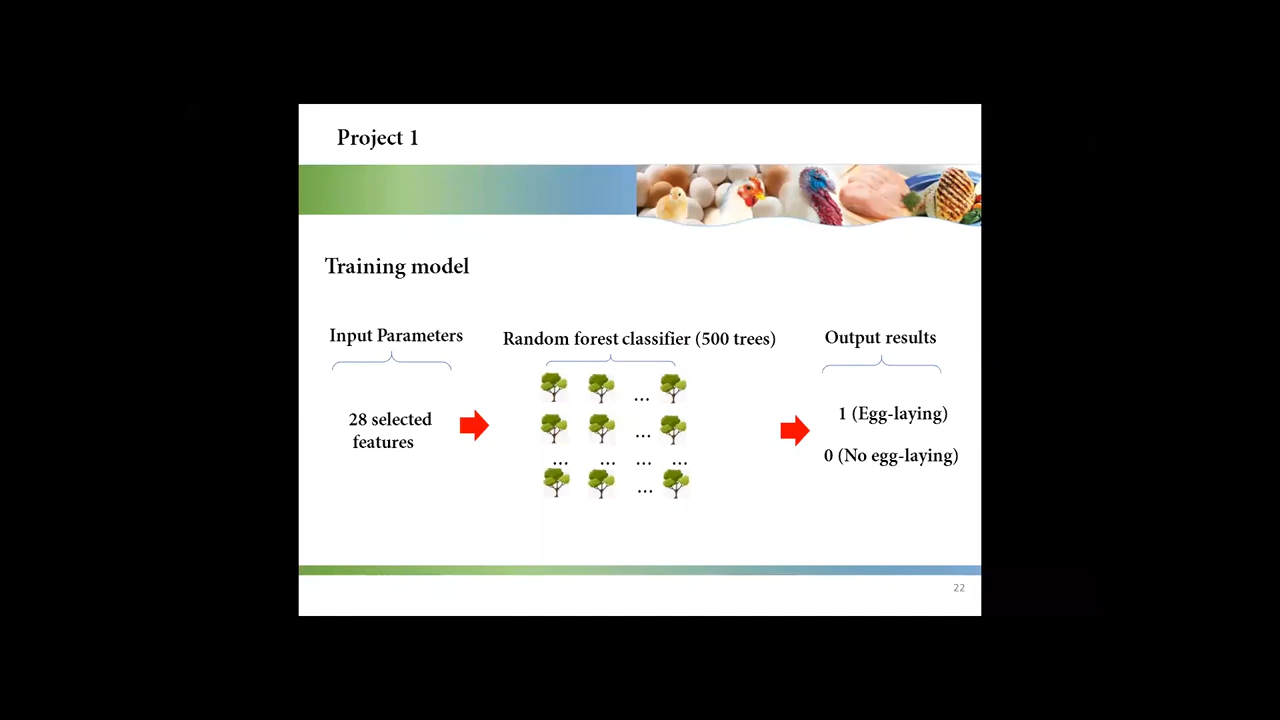 Project 1
Training model
Input Parameters
Random forest classifier (500 trees)
Output results
28 selected
features
...
...
... ... ... ...
...
1 (Egg-laying)
0 (No egg-laying)
22